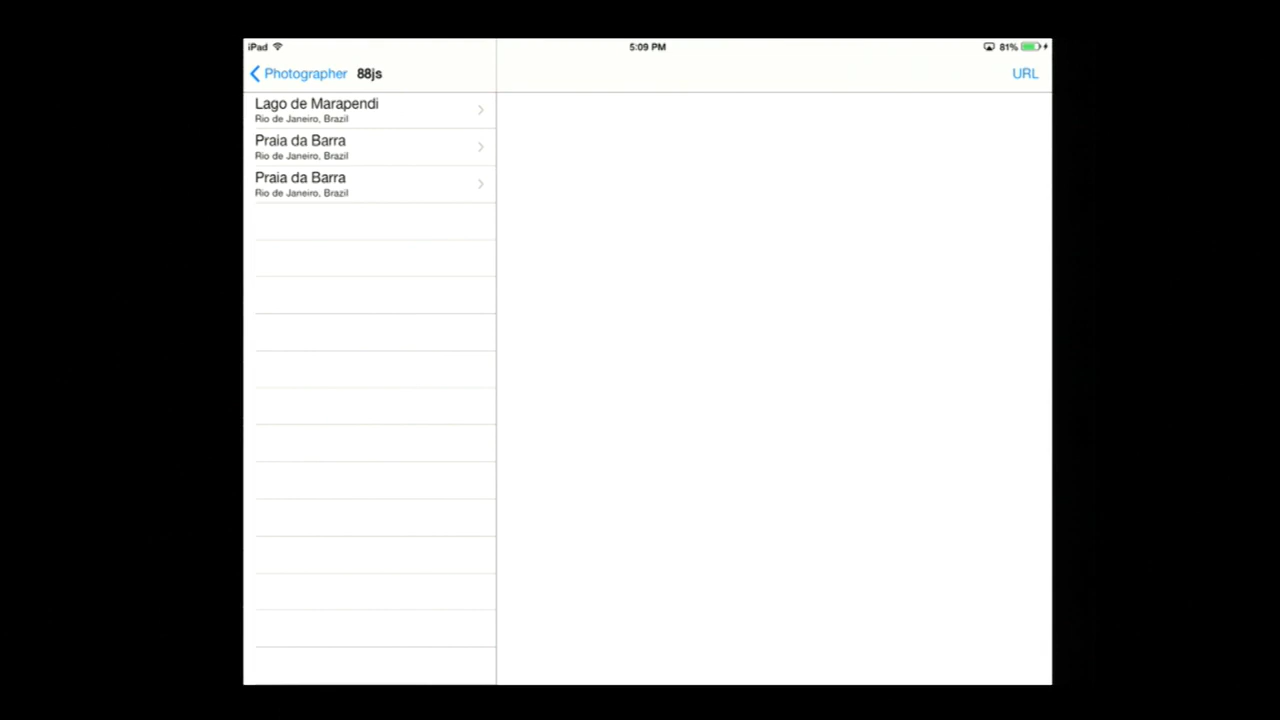 iPad 5:09 PM 81%
Photographer 88js URL
Lago de Marapendi
Rio de Janeiro, Brazil
Praia da Barra
Rio de Janeiro, Brazil
Praia da Barra
Rio de Janeiro, Brazil